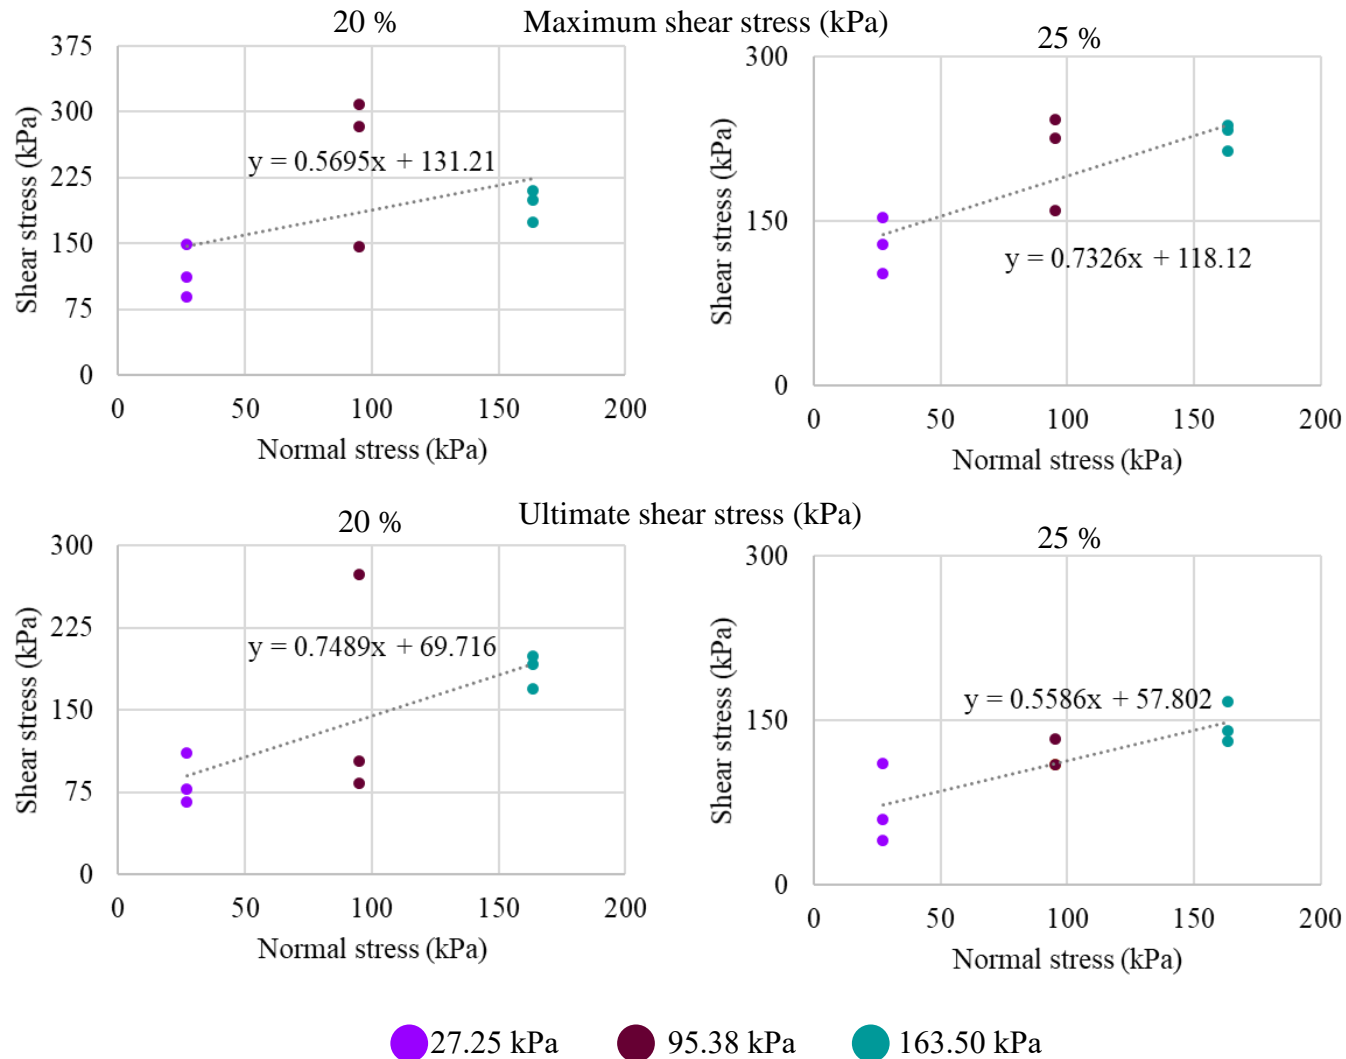 Maximum shear stress (kPa)
20 %
375
300
225
150
75
0
Shear stress (kPa)
y = 0.5695x + 131.21
0 50 100 150 200
Normal stress (kPa)
25 %
300
150
0
Shear stress (kPa)
y = 0.7326x + 118.12
0 50 100 150 200
Normal stress (kPa)
Ultimate shear stress (kPa)
20 %
300
225
150
75
0
Shear stress (kPa)
y = 0.7489x + 69.716
0 50 100 150 200
Normal stress (kPa)
25 %
300
150
0
Shear stress (kPa)
y = 0.5586x + 57.802
0 50 100 150 200
Normal stress (kPa)
27.25 kPa 95.38 kPa 163.50 kPa